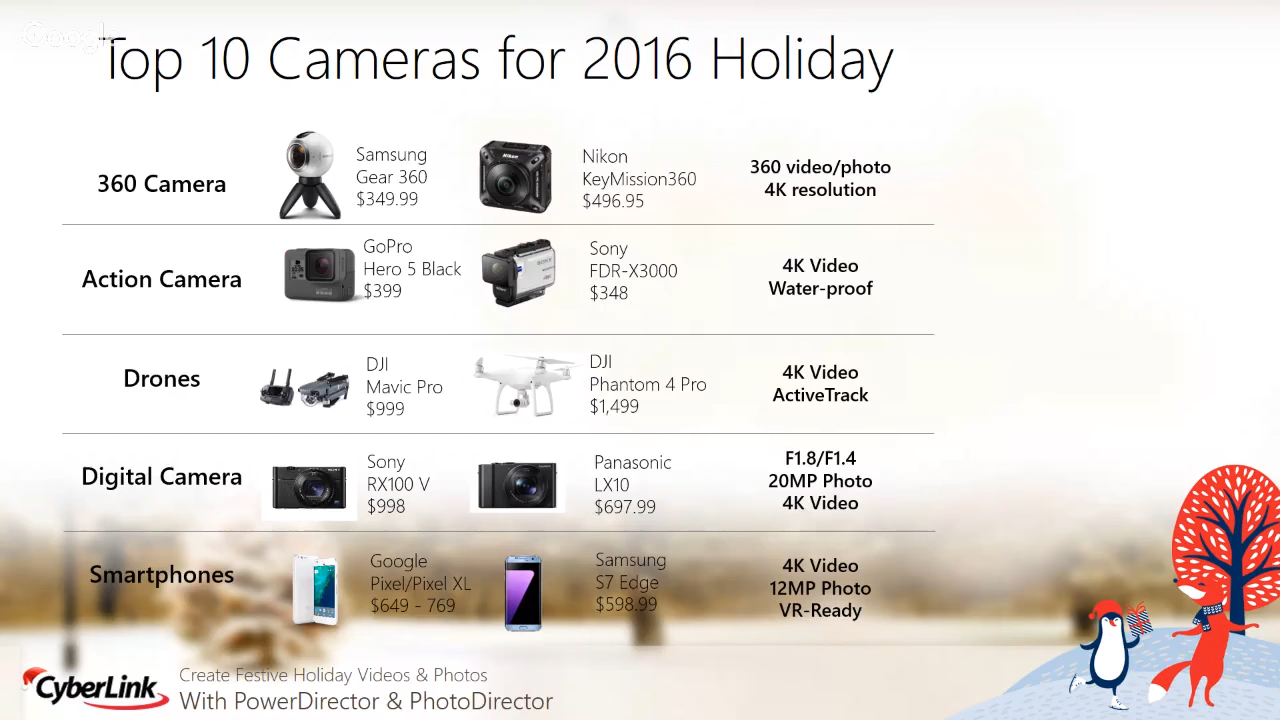 Google
Top 10 Cameras for 2016 Holiday
360 Camera
Samsung
Gear 360
$349.99
Nikon
Nikon
KeyMission360
$496.95
360 video/photo
4K resolution
Action Camera
GoPro
Hero 5 Black
$399
SONY
Sony
FDR-X3000
$348
4K Video
Water-proof
Drones
DJI
Mavic Pro
$999
DJI
Phantom 4 Pro
$1,499
4K Video
ActiveTrack
Digital Camera
Sony
RX100 V
$998
Panasonic
LX10
$697.99
F1.8/F1.4
20MP Photo
4K Video
Smartphones
Google
Pixel/Pixel XL
$649 - 769
Samsung
S7 Edge
$598.99
4K Video
12MP Photo
VR-Ready
CyberLink
Create Festive Holiday Videos & Photos
With PowerDirector & PhotoDirector